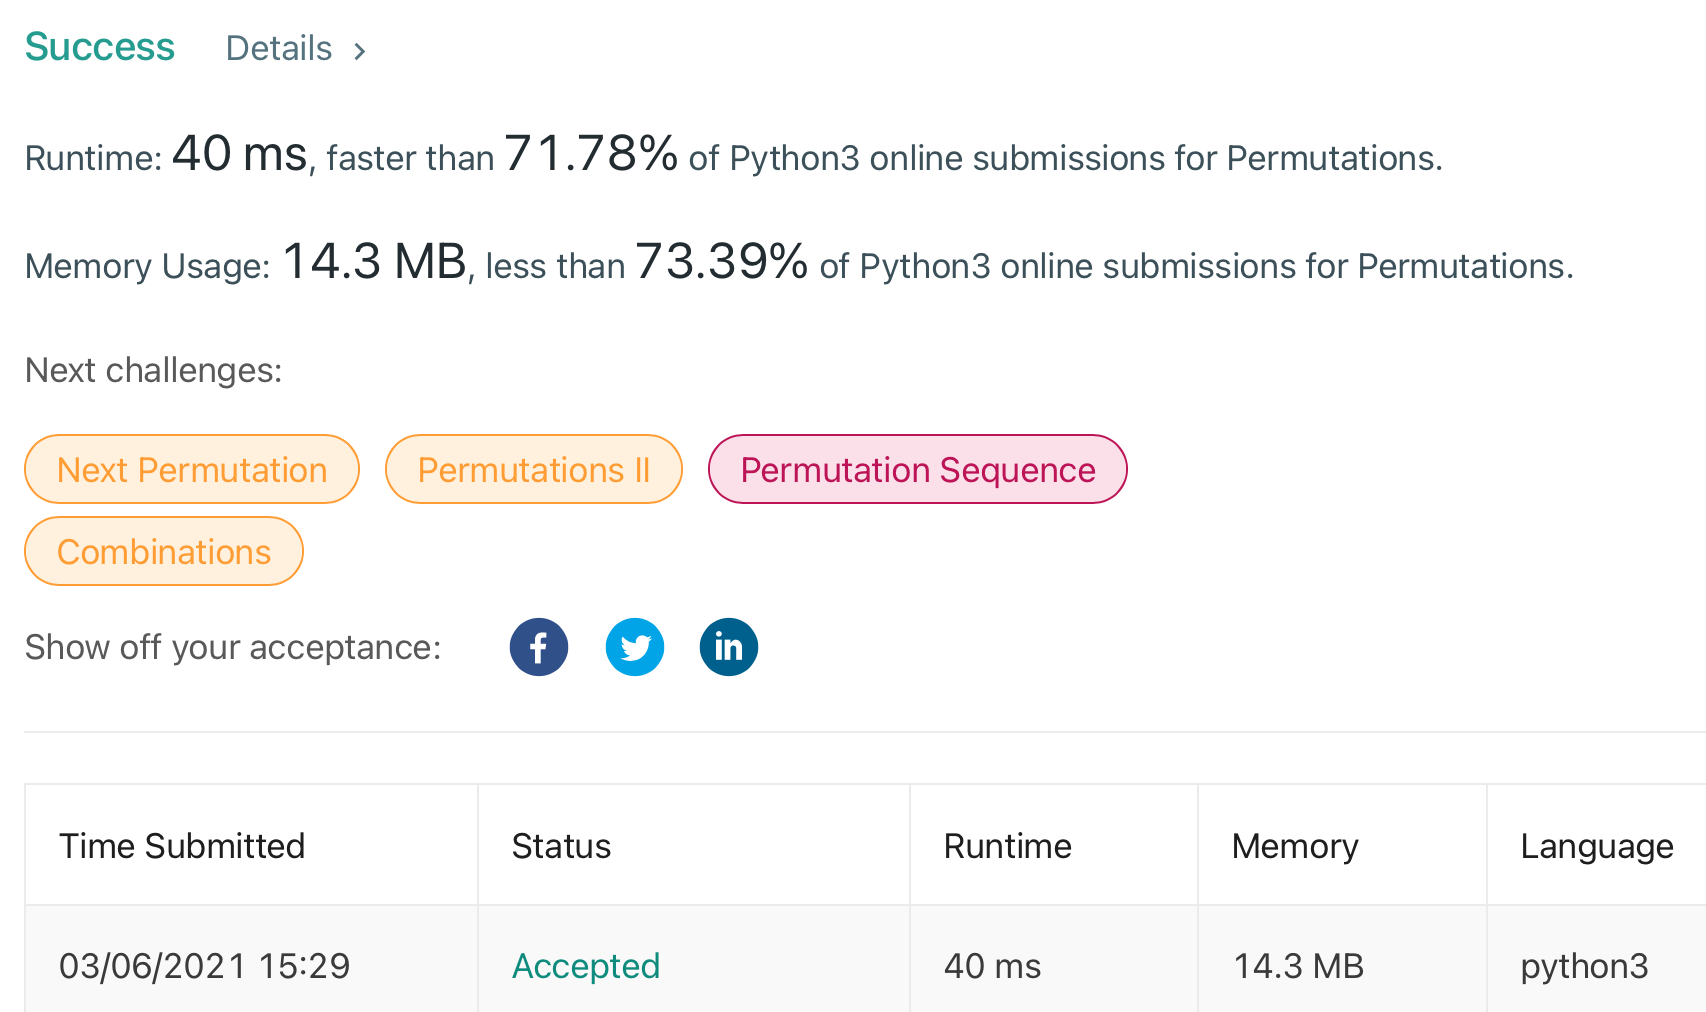 Success Details >
Runtime: 40 ms, faster than 71.78% of Python3 online submissions for Permutations.
Memory Usage: 14.3 MB, less than 73.39% of Python3 online submissions for Permutations.
Next challenges:
Next Permutation Permutations II Permutation Sequence
Combinations
Show off your acceptance: f in
Time Submitted Status Runtime Memory Language
03/06/2021 15:29 Accepted 40 ms 14.3 MB python3